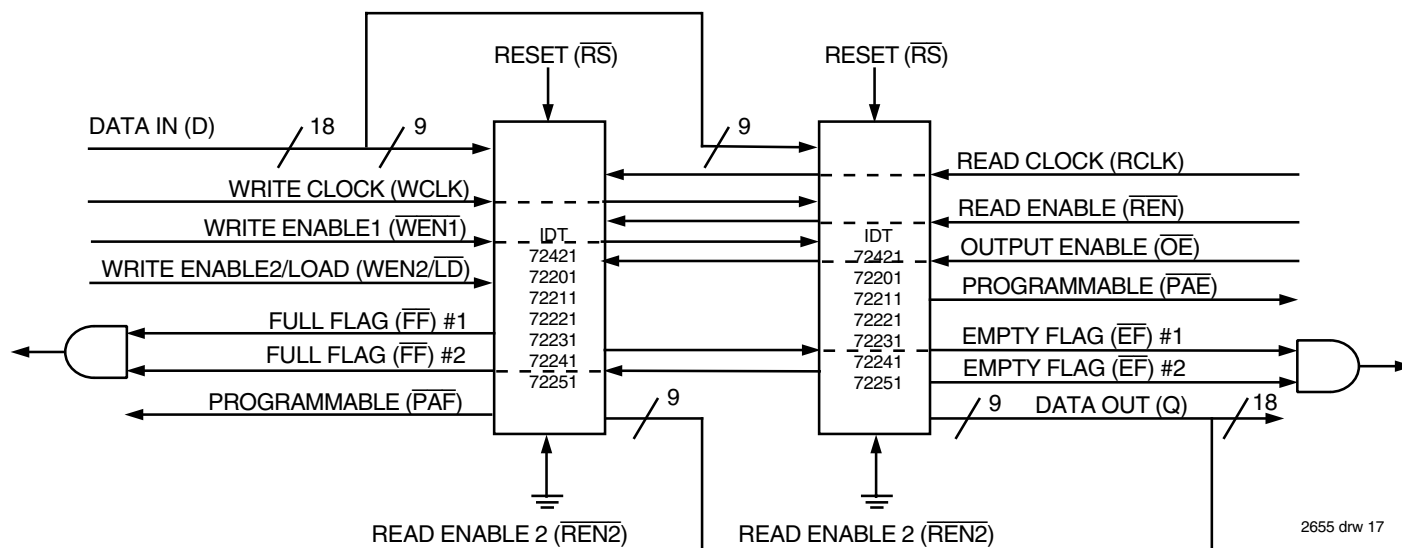 RESET (RS)
RESET (RS)
DATA IN (D)
18
9
9
READ CLOCK (RCLK)
WRITE CLOCK (WCLK)
READ ENABLE (REN)
WRITE ENABLE1 (WEN1)
OUTPUT ENABLE (OE)
WRITE ENABLE2/LOAD (WEN2/LD)
PROGRAMMABLE (PAE)
IDT
72421
72201
72211
72221
72231
72241
72251
IDT
72421
72201
72211
72221
72231
72241
72251
FULL FLAG (FF) #1
EMPTY FLAG (EF) #1
FULL FLAG (FF) #2
EMPTY FLAG (EF) #2
PROGRAMMABLE (PAF)
9
9
DATA OUT (Q)
18
READ ENABLE 2 (REN2)
READ ENABLE 2 (REN2)
2655 drw 17